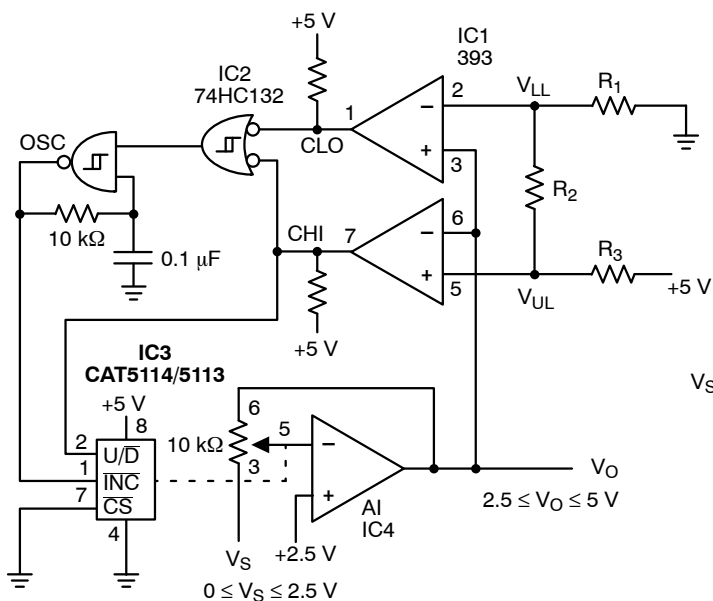 +5 V
IC1
393
IC2
74HC132
1
2
3
−
+
VLL
R1
OSC
CLO
R2
10 kΩ
0.1 μF
CHI
7
6
5
−
+
VUL
R3
+5 V
+5 V
IC3
CAT5114/5113
+5 V
8
2
U/D̅
1
I̅N̅C̅
7
C̅S̅
4
10 kΩ
6
5
3
−
+
AI
IC4
VS
+2.5 V
0 ≤ VS ≤ 2.5 V
VO
2.5 ≤ VO ≤ 5 V
VS